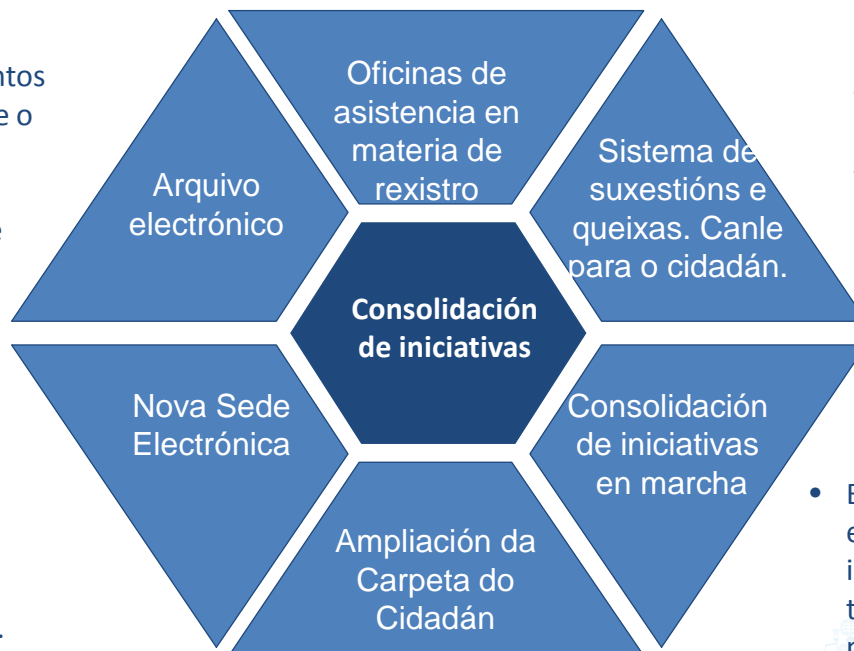 Oficinas de
asistencia en
materia de
rexistro
Arquivo
electrónico
Sistema de
suxestións e
queixas. Canle
para o cidadán.
Consolidación
de iniciativas
Nova Sede
Electrónica
Consolidación
de iniciativas
en marcha
Ampliación da
Carpeta do
Cidadán